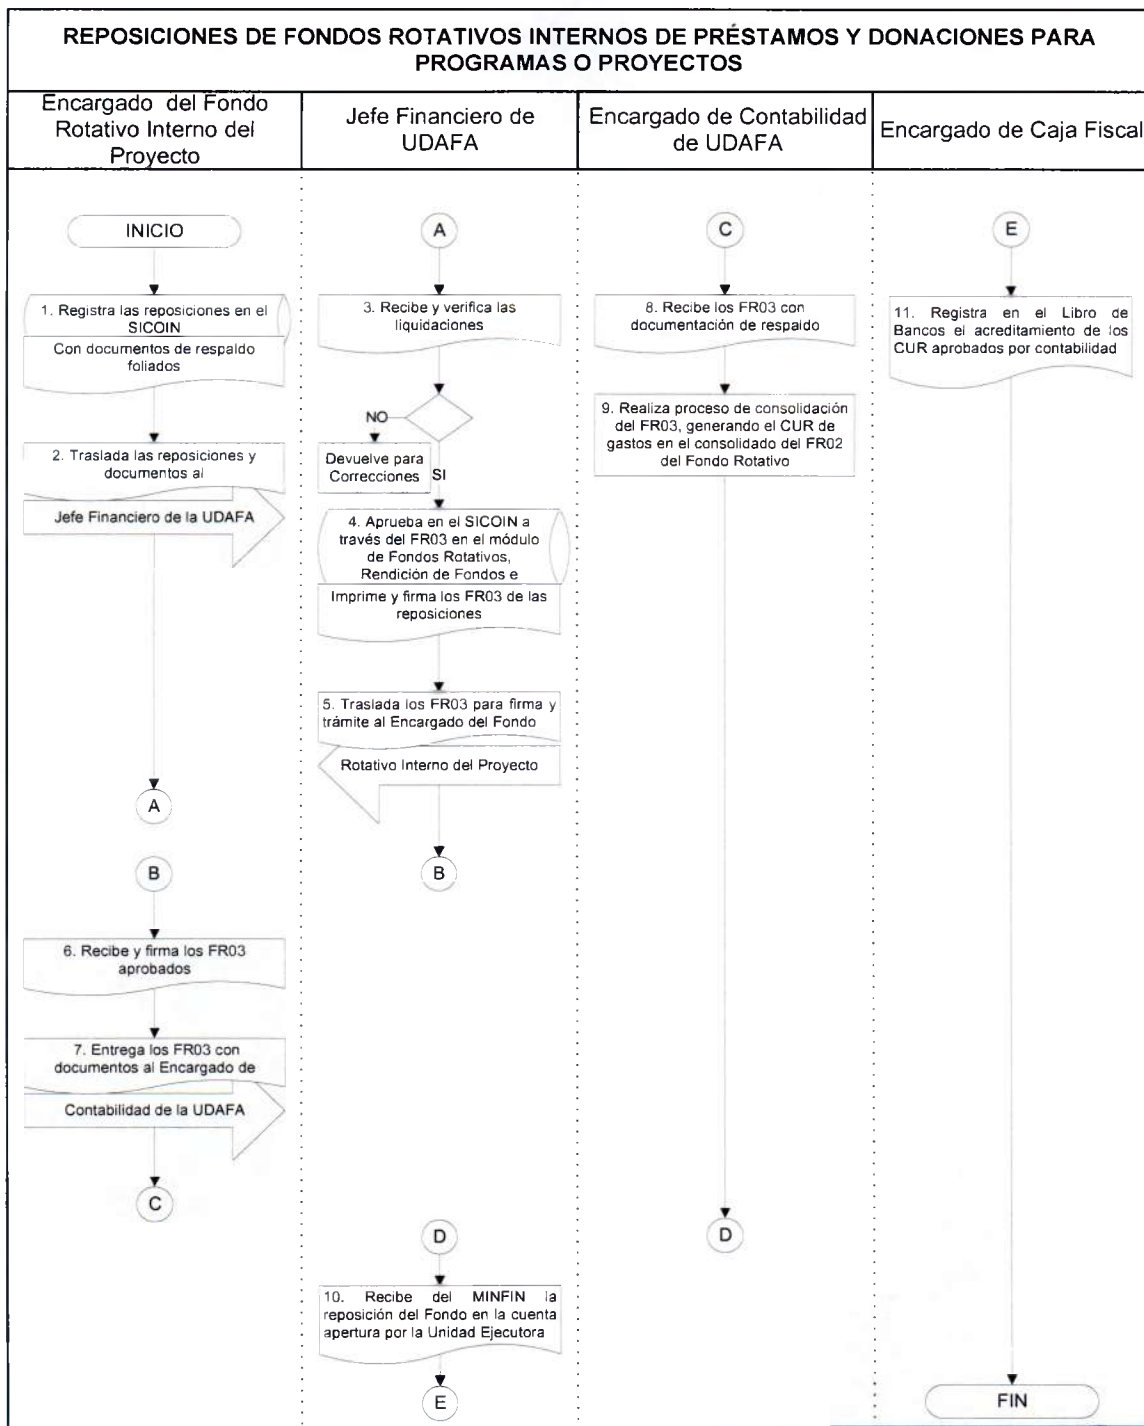 REPOSICIONES DE FONDOS ROTATIVOS INTERNOS DE PRÉSTAMOS Y DONACIONES PARA
PROGRAMAS O PROYECTOS
Encargado del Fondo
Rotativo Interno del
Proyecto
Jefe Financiero de
UDAFA
Encargado de Contabilidad
de UDAFA
Encargado de Caja Fiscal
INICIO
1. Registra las reposiciones en el
SICOIN
Con documentos de respaldo
foliados
2. Traslada las reposiciones y
documentos al
Jefe Financiero de la UDAFA
A
B
6. Recibe y firma los FR03
aprobados
7. Entrega los FR03 con
documentos al Encargado de
Contabilidad de la UDAFA
C
A
3. Recibe y verifica las
liquidaciones
NO
Devuelve para
Correcciones
SI
4. Aprueba en el SICOIN a
través del FR03 en el módulo
de Fondos Rotativos,
Rendición de Fondos e
Imprime y firma los FR03 de las
reposiciones
5. Traslada los FR03 para firma y
trámite al Encargado del Fondo
Rotativo Interno del Proyecto
B
D
10. Recibe del MINFIN la
reposición del Fondo en la cuenta
apertura por la Unidad Ejecutora
E
C
8. Recibe los FR03 con
documentación de respaldo
9. Realiza proceso de consolidación
del FR03, generando el CUR de
gastos en el consolidado del FR02
del Fondo Rotativo
D
E
11. Registra en el Libro de
Bancos el acreditamiento de los
CUR aprobados por contabilidad
FIN